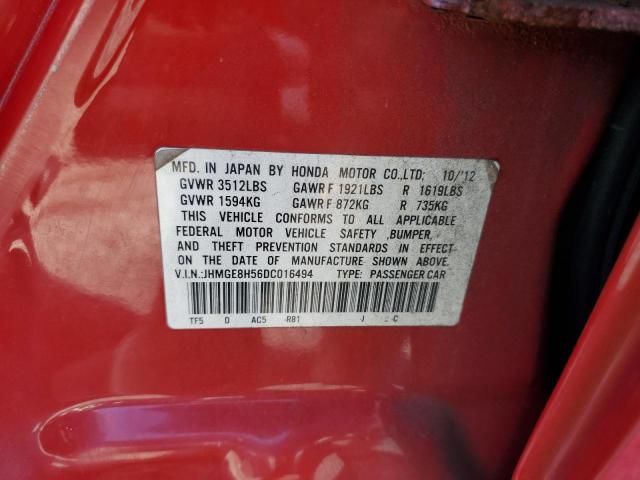 MFD. IN JAPAN BY HONDA MOTOR CO.,LTD; 10/'12
GVWR 3512LBS GAWR F 1921LBS R 1619LBS
GVWR 1594KG GAWR F 872KG R 735KG
THIS VEHICLE CONFORMS TO ALL APPLICABLE
FEDERAL MOTOR VEHICLE SAFETY ,BUMPER,
AND THEFT PREVENTION STANDARDS IN EFFECT
ON THE DATE OF MANUFACTURE SHOWN ABOVE.
V.I.N.:JHMGE8H56DC016494 TYPE: PASSENGER CAR
TF5 D AC5 R81